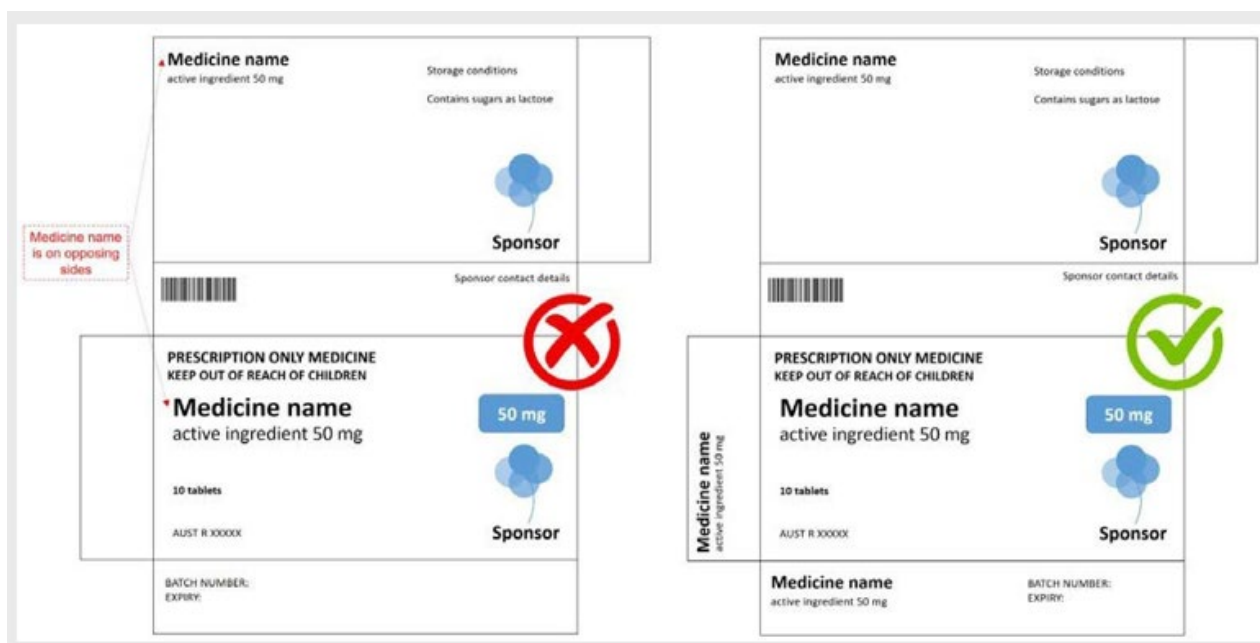 Medicine name
active ingredient 50 mg
Storage conditions
Contains sugars as lactose
Sponsor
Medicine name
is on opposing
sides
Sponsor contact details
PRESCRIPTION ONLY MEDICINE
KEEP OUT OF REACH OF CHILDREN
Medicine name
active ingredient 50 mg
50 mg
10 tablets
AUST R XXXXX
Sponsor
BATCH NUMBER:
EXPIRY:
Medicine name
active ingredient 50 mg
Storage conditions
Contains sugars as lactose
Sponsor
Sponsor contact details
PRESCRIPTION ONLY MEDICINE
KEEP OUT OF REACH OF CHILDREN
Medicine name
active ingredient 50 mg
50 mg
Medicine name
active ingredient 50 mg
10 tablets
AUST R XXXXX
Sponsor
Medicine name
active ingredient 50 mg
BATCH NUMBER:
EXPIRY: